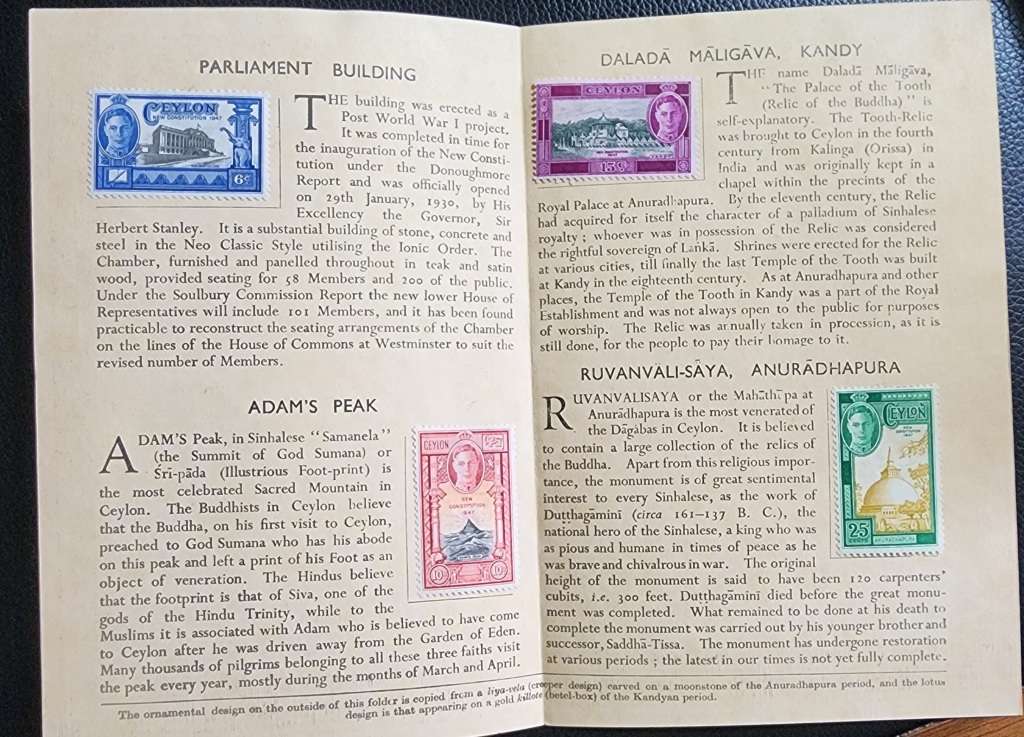 PARLIAMENT BUILDING
CEYLON
NEW CONSTITUTION 1947
6c
THE building was erected as a
Post World War I project.
It was completed in time for
the inauguration of the New Consti-
tution under the Donoughmore
Report and was officially opened
on 29th January, 1930, by His
Excellency the Governor, Sir
Herbert Stanley. It is a substantial building of stone, concrete and
steel in the Neo Classic Style utilising the Ionic Order. The
Chamber, furnished and panelled throughout in teak and satin
wood, provided seating for 58 Members and 200 of the public.
Under the Soulbury Commission Report the new lower House of
Representatives will include 101 Members, and it has been found
practicable to reconstruct the seating arrangements of the Chamber
on the lines of the House of Commons at Westminster to suit the
revised number of Members.
ADAM'S PEAK
ADAM'S Peak, in Sinhalese "Samanela"
(the Summit of God Sumana) or
Śrī-pāda (Illustrious Foot-print) is
the most celebrated Sacred Mountain in
Ceylon. The Buddhists in Ceylon believe
that the Buddha, on his first visit to Ceylon,
preached to God Sumana who has his abode
on this peak and left a print of his Foot as an
object of veneration. The Hindus believe
that the footprint is that of Siva, one of the
gods of the Hindu Trinity, while to the
Muslims it is associated with Adam who is believed to have come
to Ceylon after he was driven away from the Garden of Eden.
Many thousands of pilgrims belonging to all these three faiths visit
the peak every year, mostly during the months of March and April.
CEYLON
NEW
CONSTITUTION
1947
10c 10c
DALADĀ MĀLIGĀVA, KANDY
CEYLON
NEW CONSTITUTION
15c
THE name Daladā Māligāva,
"The Palace of the Tooth
(Relic of the Buddha)" is
self-explanatory. The Tooth-Relic
was brought to Ceylon in the fourth
century from Kalinga (Orissa) in
India and was originally kept in a
chapel within the precints of the
Royal Palace at Anuradhapura. By the eleventh century, the Relic
had acquired for itself the character of a palladium of Sinhalese
royalty; whoever was in possession of the Relic was considered
the rightful sovereign of Laṅkā. Shrines were erected for the Relic
at various cities, till finally the last Temple of the Tooth was built
at Kandy in the eighteenth century. As at Anuradhapura and other
places, the Temple of the Tooth in Kandy was a part of the Royal
Establishment and was not always open to the public for purposes
of worship. The Relic was annually taken in procession, as it is
still done, for the people to pay their homage to it.
RUVANVÄLI-SÄYA, ANURĀDHAPURA
RUVANVALISAYA or the Mahāthūpa at
Anurādhapura is the most venerated of
the Dāgäbas in Ceylon. It is believed
to contain a large collection of the relics of
the Buddha. Apart from this religious impor-
tance, the monument is of great sentimental
interest to every Sinhalese, as the work of
Duṭṭhagāminī (circa 161–137 B. C.), the
national hero of the Sinhalese, a king who was
as pious and humane in times of peace as he
was brave and chivalrous in war. The original
height of the monument is said to have been 120 carpenters'
cubits, i.e. 300 feet. Duṭṭhagāminī died before the great monu-
ment was completed. What remained to be done at his death to
complete the monument was carried out by his younger brother and
successor, Saddhā-Tissa. The monument has undergone restoration
at various periods; the latest in our times is not yet fully complete.
CEYLON
NEW
CONSTITUTION
1947
25
CENTS
ANURADHAPURA
The ornamental design on the outside of this folder is copied from a liya-vela (creeper design) carved on a moonstone of the Anuradhapura period, and the lotus
design is that appearing on a gold killote (betel-box) of the Kandyan period.